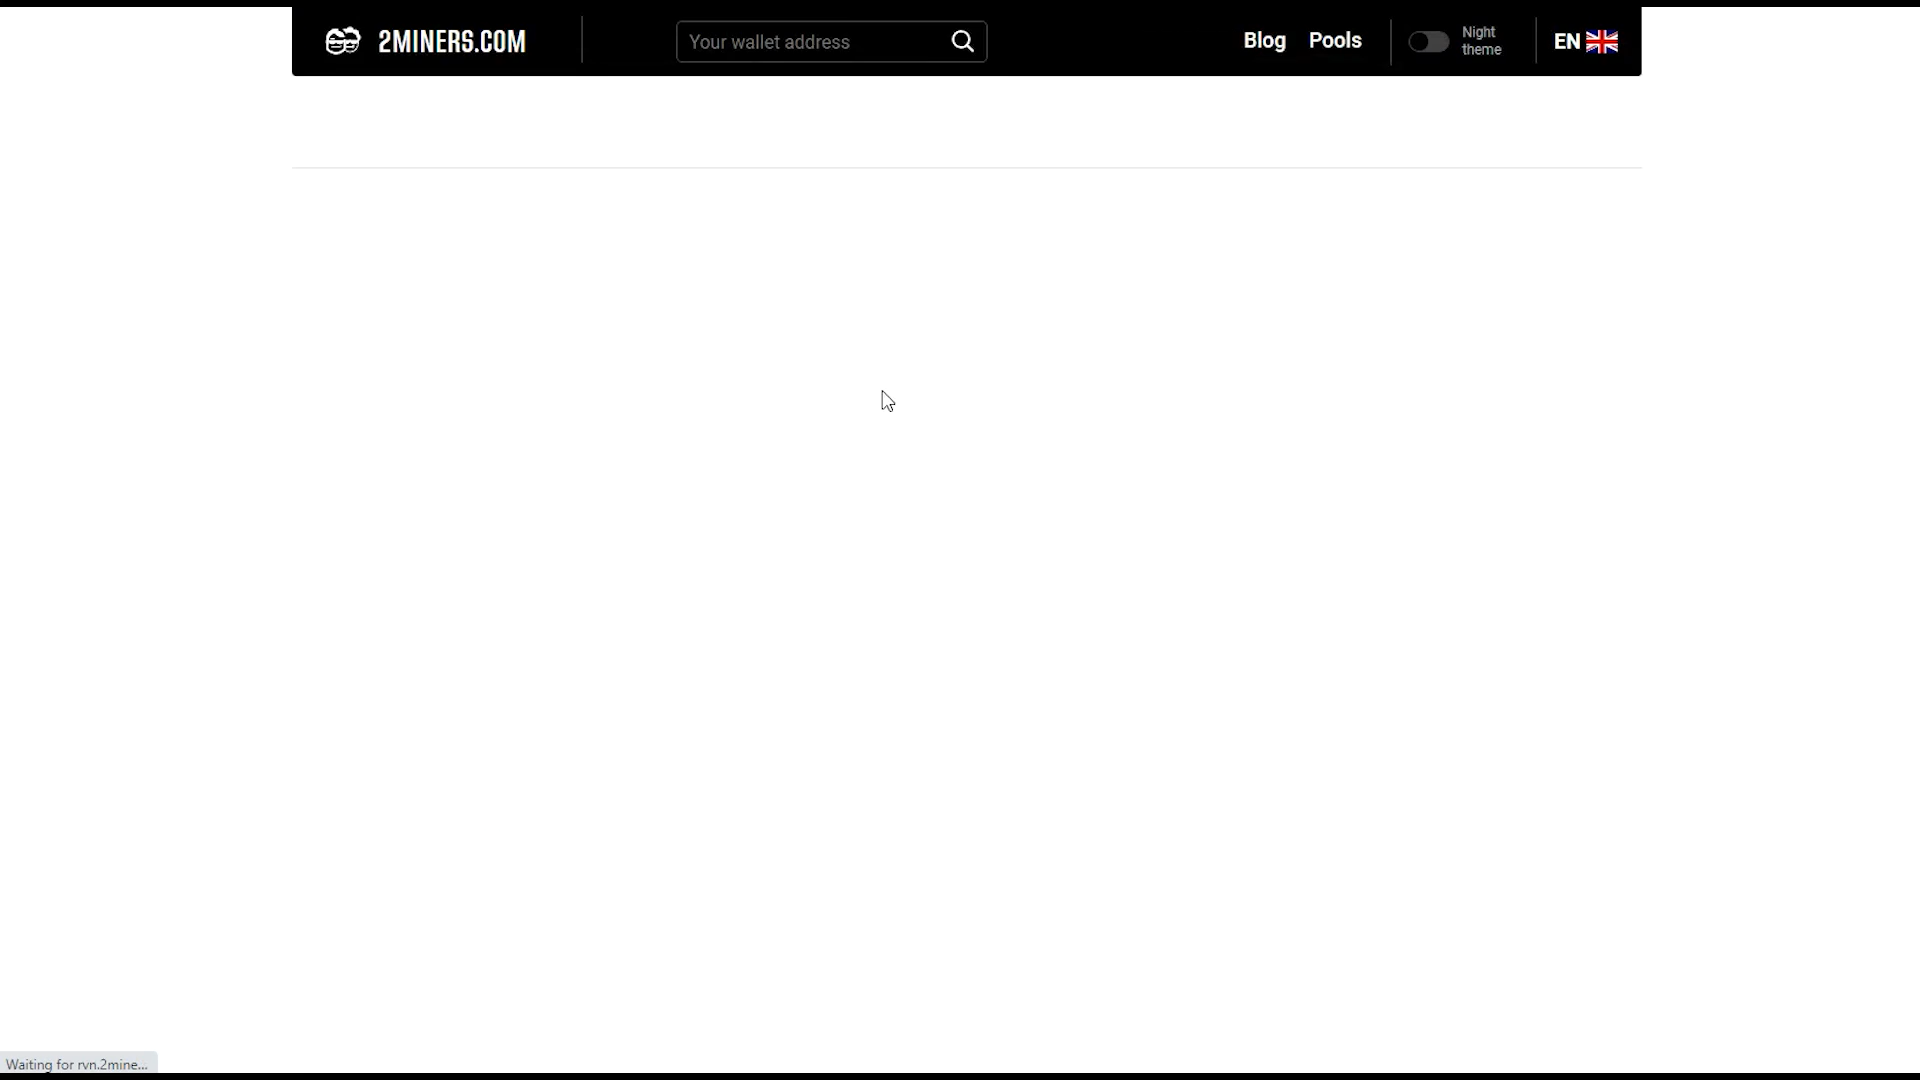 2MINERS.COM
Your wallet address
Blog
Pools
Night
theme
EN
Waiting for rvn.2mine...